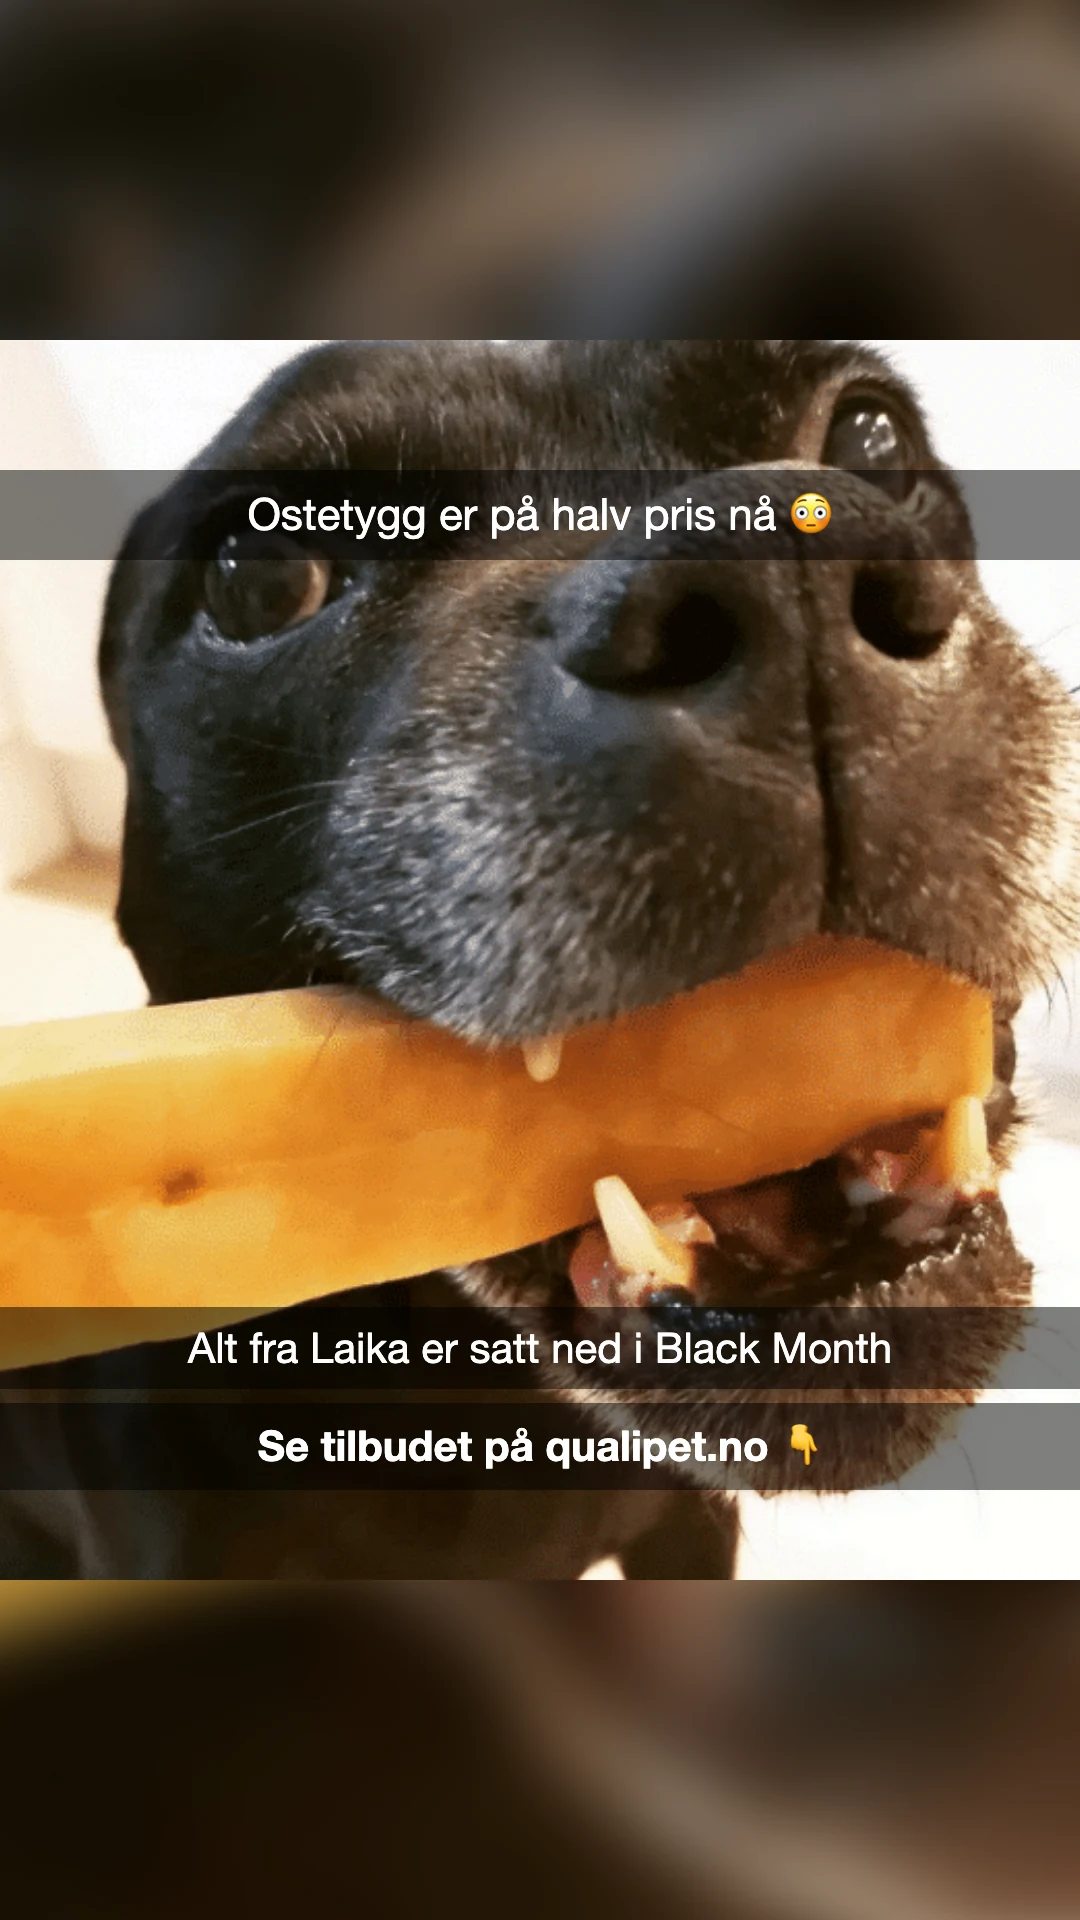 Ostetygg er på halv pris nå 😳
Alt fra Laika er satt ned i Black Month
Se tilbudet på qualipet.no 👇